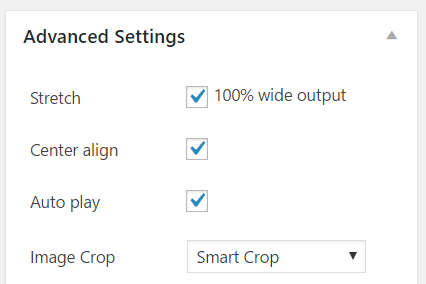 Advanced Settings
Stretch 100% wide output
Center align
Auto play
Image Crop Smart Crop